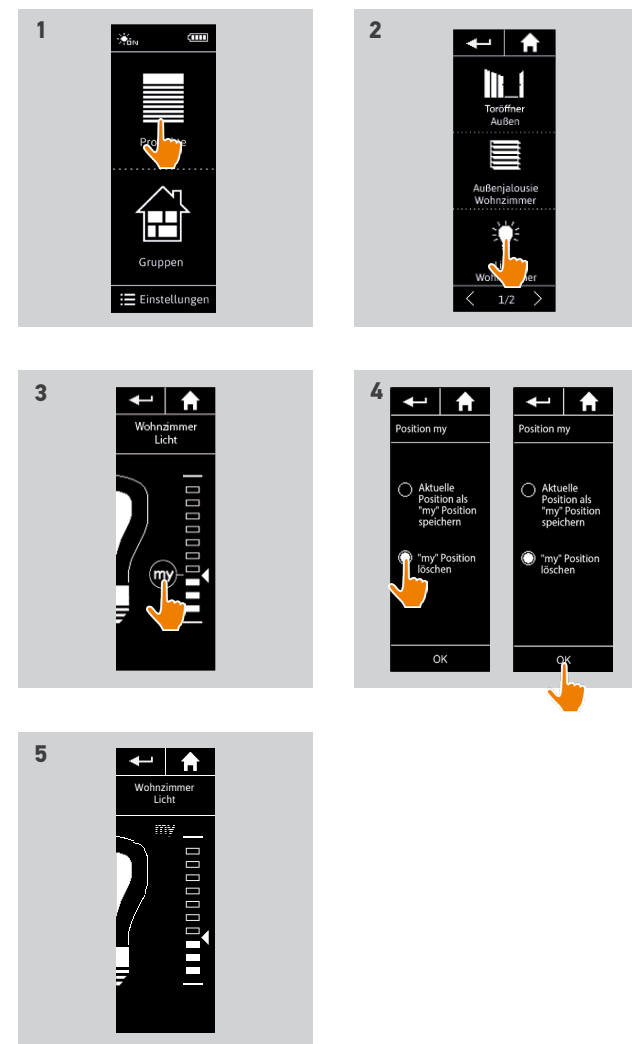 1
ON
Gruppen
Einstellungen
2
Toröffner
Außen
Außenjalousie
Wohnzimmer
1/2
3
Wohnzimmer
Licht
my
4
Position my
Aktuelle
Position als
"my" Position
speichern
"my" Position
löschen
OK
Position my
Aktuelle
Position als
"my" Position
speichern
"my" Position
löschen
OK
5
Wohnzimmer
Licht
my